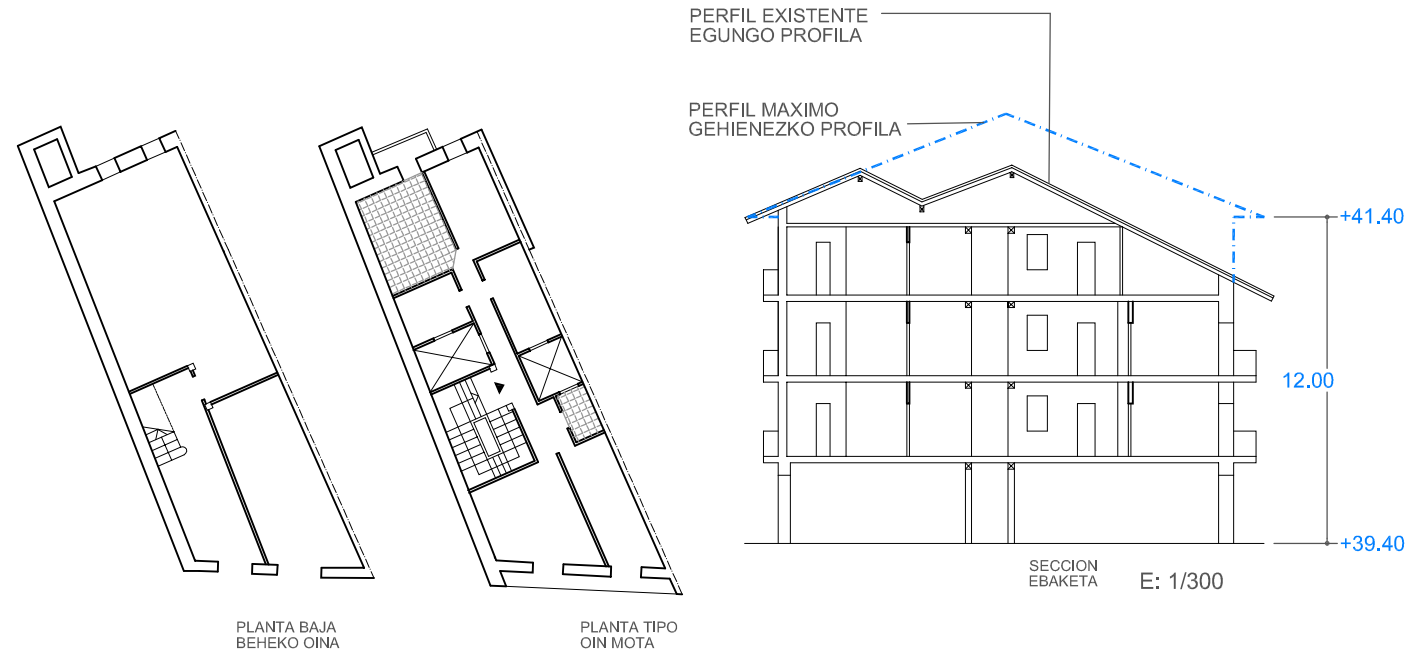 PERFIL EXISTENTE
EGUNGO PROFILA
PERFIL MAXIMO
GEHIENEZKO PROFILA
+41.40
12.00
+39.40
SECCION
EBAKETA
E: 1/300
PLANTA BAJA
BEHEKO OINA
PLANTA TIPO
OIN MOTA